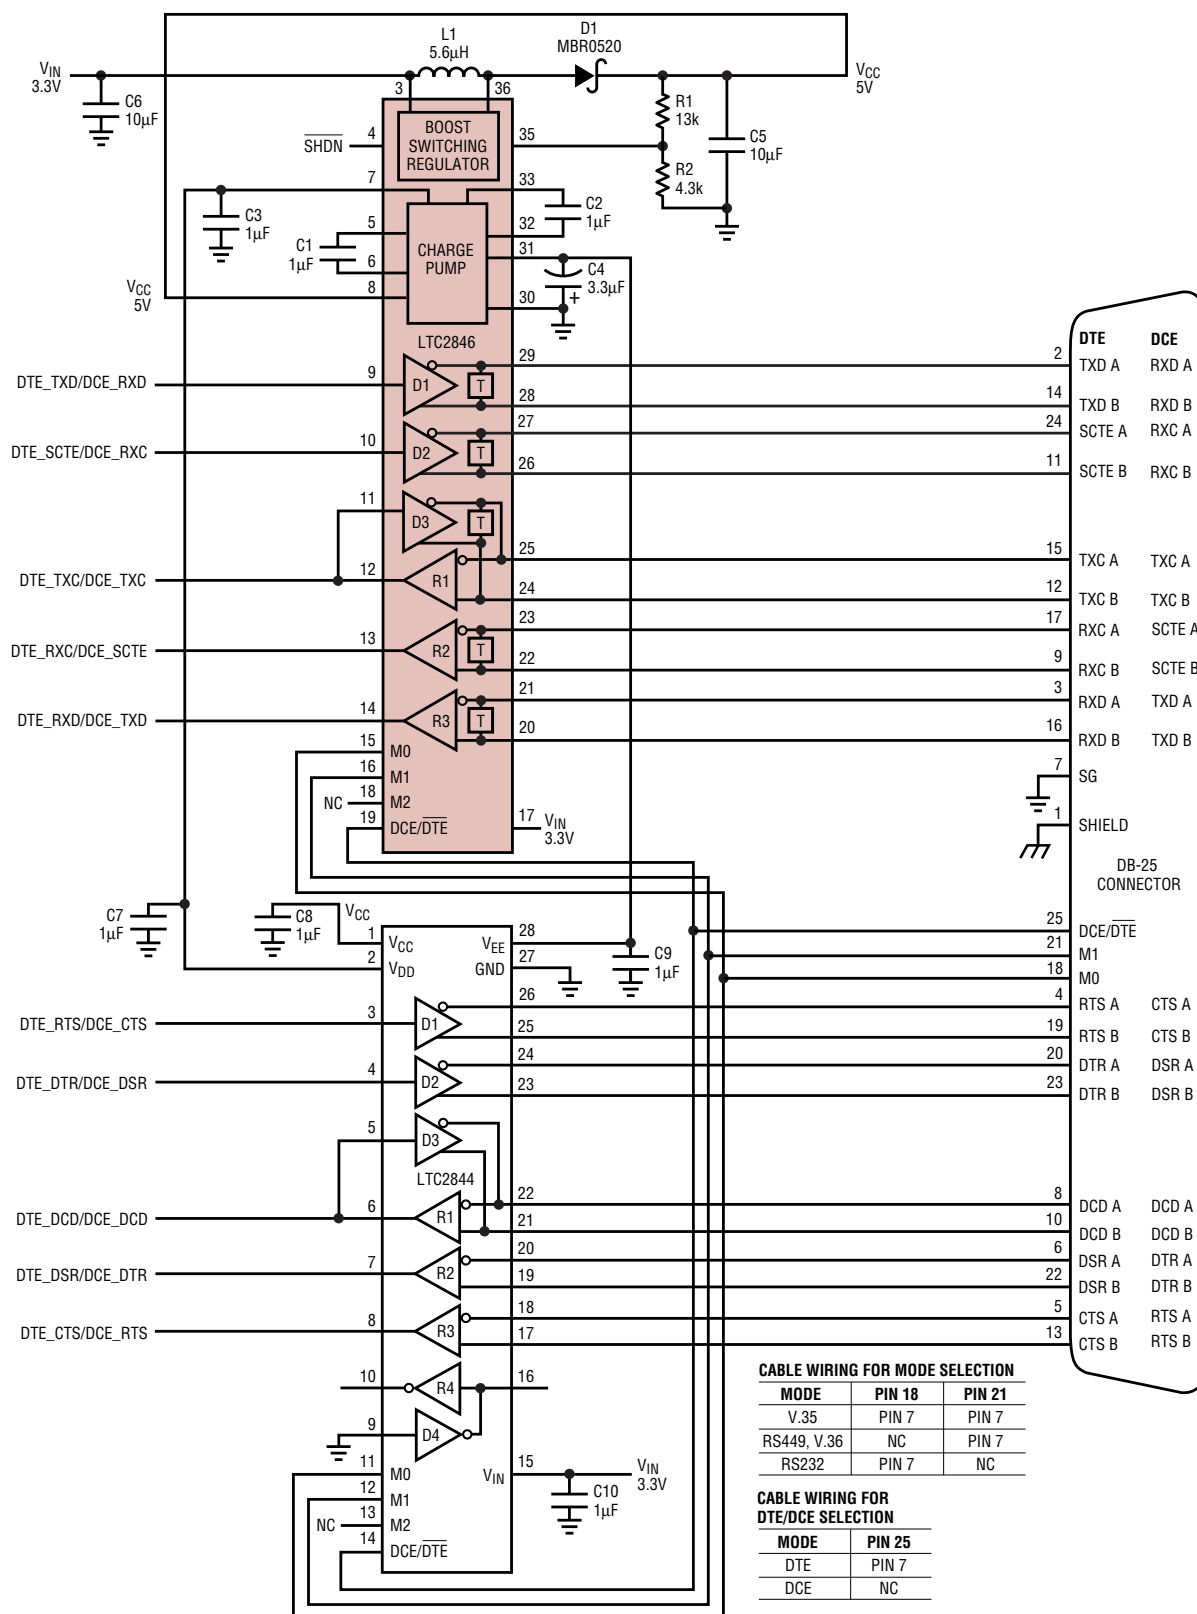 L1
5.6µH
D1
MBR0520
VIN
3.3V
VCC
5V
C6
10µF
3
36
R1
13k
C5
10µF
SHDN
4
BOOST
SWITCHING
REGULATOR
35
R2
4.3k
7
33
C3
1µF
C2
1µF
5
32
C1
1µF
CHARGE
PUMP
31
6
C4
3.3µF
+
VCC
5V
8
30
LTC2846
DTE DCE
DTE_TXD/DCE_RXD 9 D1 T 29 2 TXD A RXD A
28 14 TXD B RXD B
DTE_SCTE/DCE_RXC 10 D2 T 27 24 SCTE A RXC A
26 11 SCTE B RXC B
11 D3 T
DTE_TXC/DCE_TXC 12 R1 25 15 TXC A TXC A
24 12 TXC B TXC B
DTE_RXC/DCE_SCTE 13 R2 T 23 17 RXC A SCTE A
22 9 RXC B SCTE B
DTE_RXD/DCE_TXD 14 R3 T 21 3 RXD A TXD A
20 16 RXD B TXD B
15 M0
16 M1
NC 18 M2
19 DCE/DTE
17 VIN
3.3V
7 SG
1 SHIELD
DB-25
CONNECTOR
C7
1µF
C8
1µF
VCC
1 VCC
2 VDD
VEE 28
GND 27
C9
1µF
25 DCE/DTE
21 M1
18 M0
DTE_RTS/DCE_CTS 3 D1 26 4 RTS A CTS A
25 19 RTS B CTS B
DTE_DTR/DCE_DSR 4 D2 24 20 DTR A DSR A
23 23 DTR B DSR B
5 D3
LTC2844
DTE_DCD/DCE_DCD 6 R1 22 8 DCD A DCD A
21 10 DCD B DCD B
DTE_DSR/DCE_DTR 7 R2 20 6 DSR A DTR A
19 22 DSR B DTR B
DTE_CTS/DCE_RTS 8 R3 18 5 CTS A RTS A
17 13 CTS B RTS B
10 R4 16
9 D4
11 M0
12 M1
NC 13 M2
14 DCE/DTE
VIN 15
VIN
3.3V
C10
1µF
CABLE WIRING FOR MODE SELECTION
MODE PIN 18 PIN 21
V.35 PIN 7 PIN 7
RS449, V.36 NC PIN 7
RS232 PIN 7 NC
CABLE WIRING FOR
DTE/DCE SELECTION
MODE PIN 25
DTE PIN 7
DCE NC